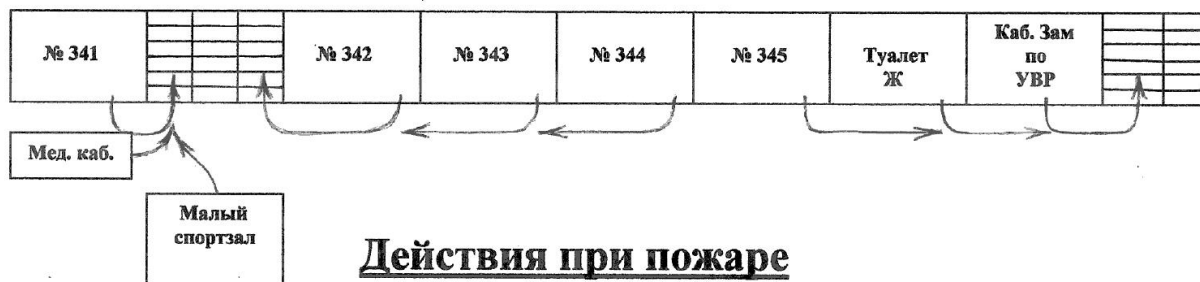 № 341
№ 342
№ 343
№ 344
№ 345
Туалет
Ж
Каб. Зам
по
УВР
Мед. каб.
Малый
спортзал
Действия при пожаре